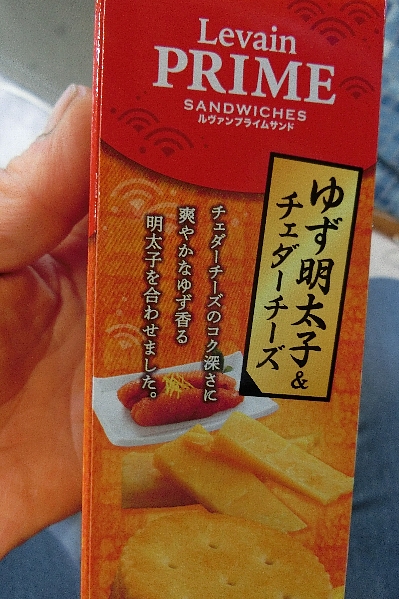 Levain
PRIME
SANDWICHES
ルヴァンプライムサンド
ゆず明太子&
チェダーチーズ
チェダーチーズのコク深さに
爽やかなゆず香る
明太子を合わせました。